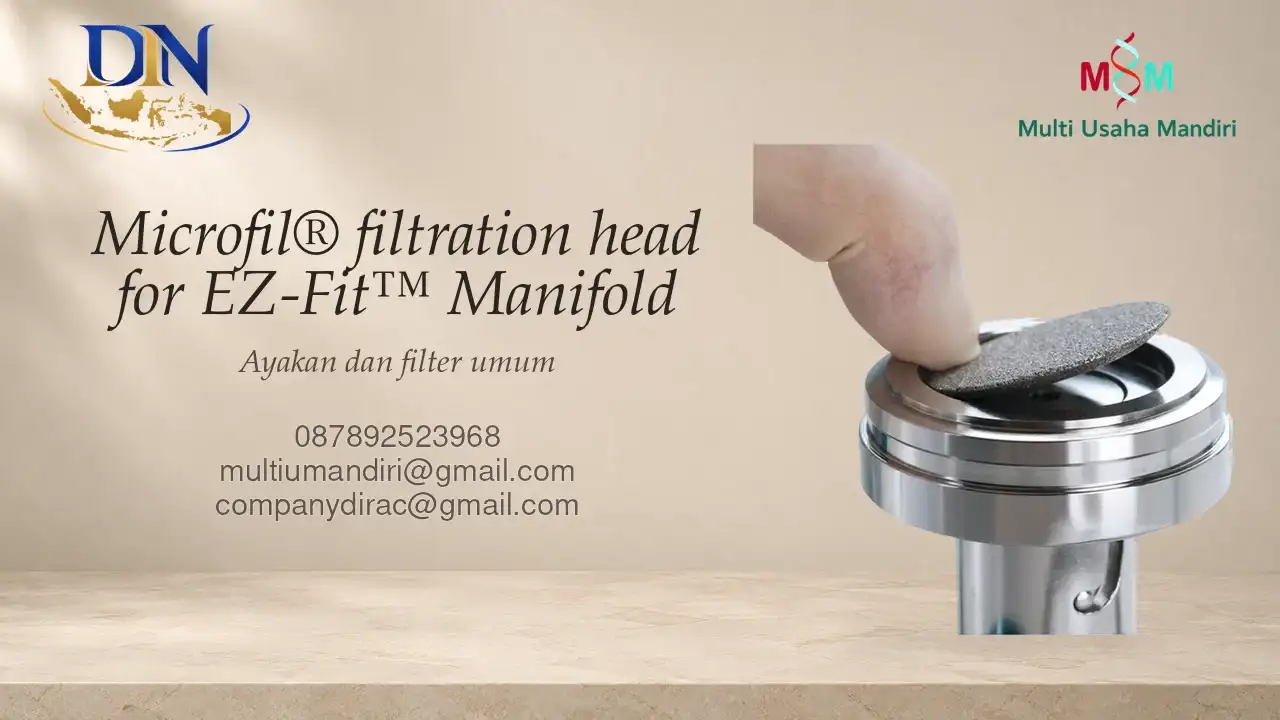 DN
M M
Multi Usaha Mandiri
Microfil® filtration head
for EZ-Fit™ Manifold
Ayakan dan filter umum
087892523968
multiumandiri@gmail.com
companydirac@gmail.com